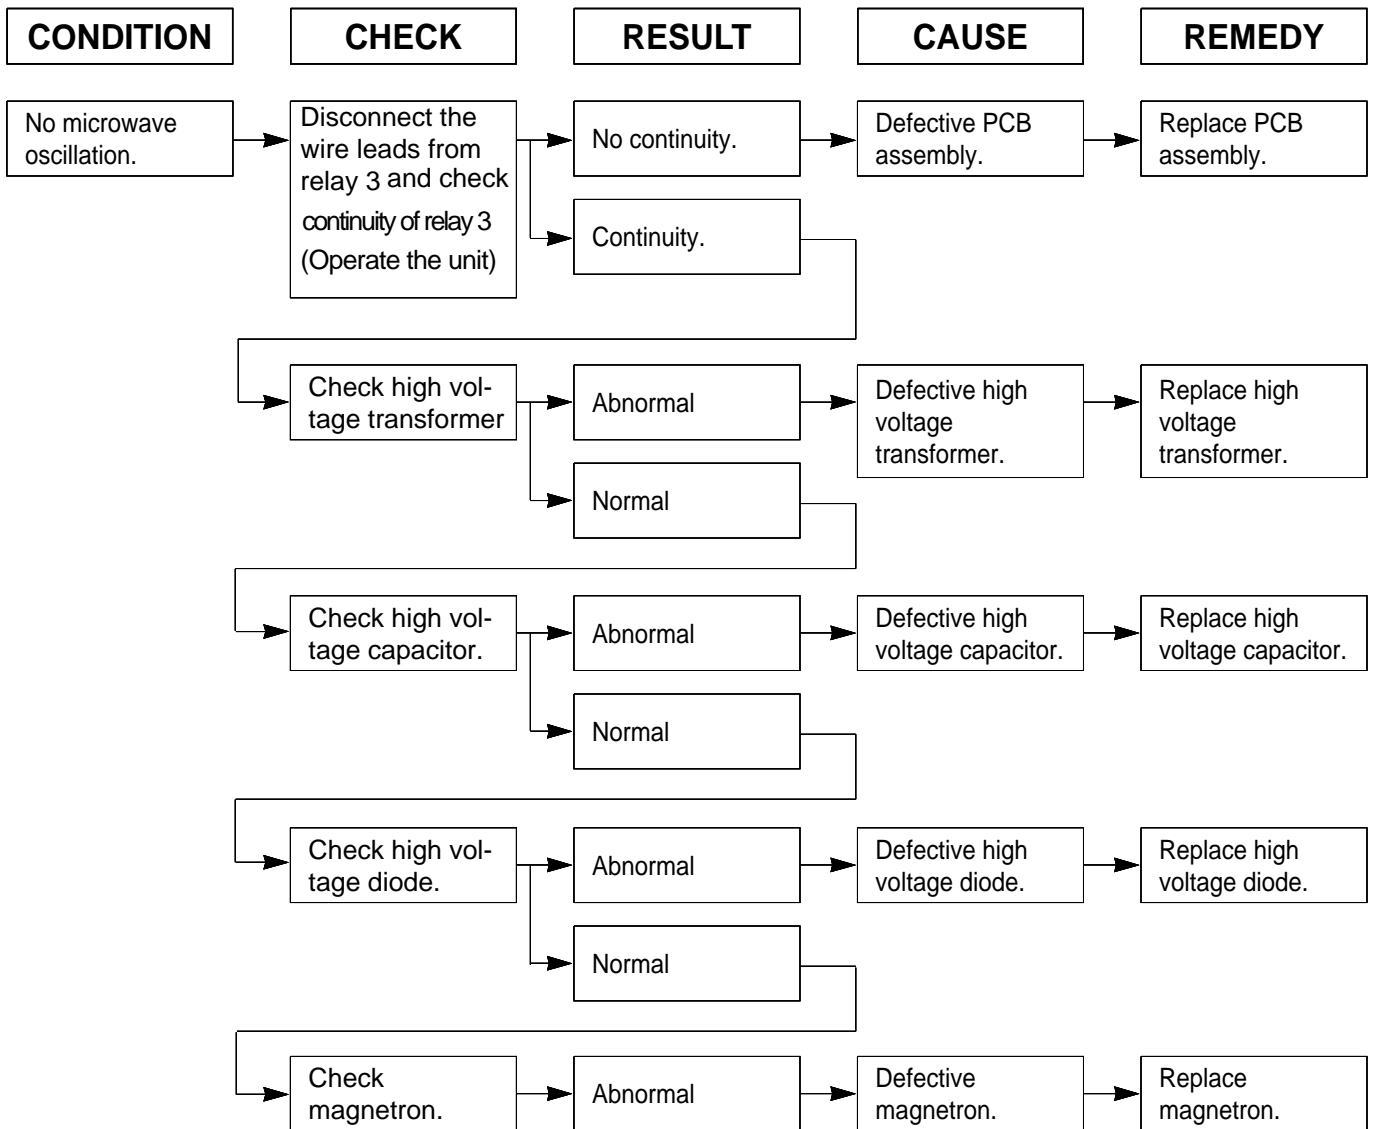 CONDITION
CHECK
RESULT
CAUSE
REMEDY
No microwave
oscillation.
Disconnect the
wire leads from
relay 3 and check
continuity of relay 3
(Operate the unit)
No continuity.
Defective PCB
assembly.
Replace PCB
assembly.
Continuity.
Check high vol-
tage transformer
Abnormal
Defective high
voltage
transformer.
Replace high
voltage
transformer.
Normal
Check high vol-
tage capacitor.
Abnormal
Defective high
voltage capacitor.
Replace high
voltage capacitor.
Normal
Check high vol-
tage diode.
Abnormal
Defective high
voltage diode.
Replace high
voltage diode.
Normal
Check
magnetron.
Abnormal
Defective
magnetron.
Replace
magnetron.